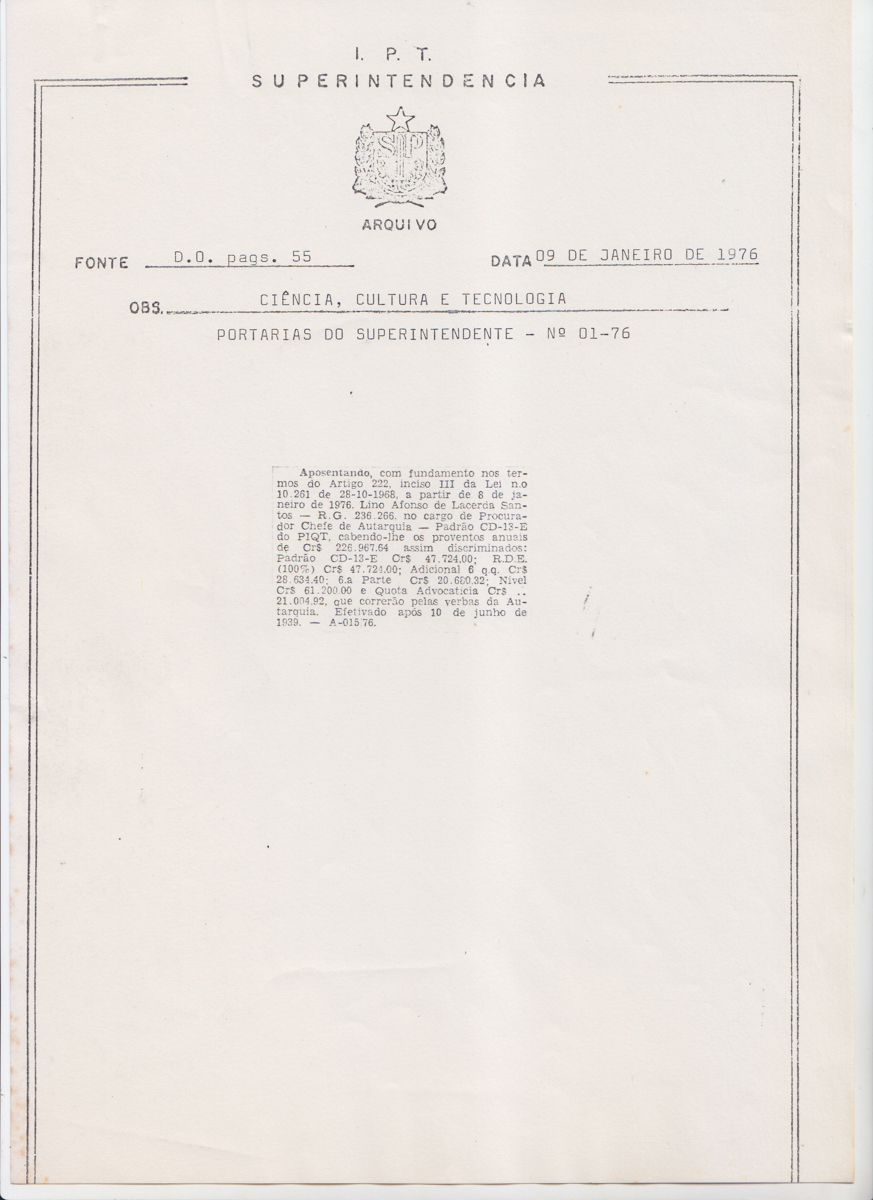 I. P. T.
SUPERINTENDENCIA
SP
ARQUIVO
FONTE D.O. pags. 55
DATA 09 DE JANEIRO DE 1976
OBS. CIÊNCIA, CULTURA E TECNOLOGIA
PORTARIAS DO SUPERINTENDENTE - Nº 01-76
Aposentando, com fundamento nos ter-
mos do Artigo 222, inciso III da Lei n.o
10.261 de 28-10-1968, a partir de 8 de ja-
neiro de 1976. Lino Afonso de Lacerda San-
tos — R.G. 236.266, no cargo de Procura-
dor Chefe de Autarquia — Padrão CD-13-E
do PIQT, cabendo-lhe os proventos anuais
de Cr$ 226.967,64 assim discriminados:
Padrão CD-13-E Cr$ 47.724,00; R.D.E.
(100%) Cr$ 47.724,00; Adicional 6 q.q. Cr$
28.634,40; 6.a Parte Cr$ 20.680,32; Nivel
Cr$ 61.200,00 e Quota Advocaticia Cr$ ..
21.004,92, que correrão pelas verbas da Au-
tarquia. Efetivado após 10 de junho de
1939. — A-01576.